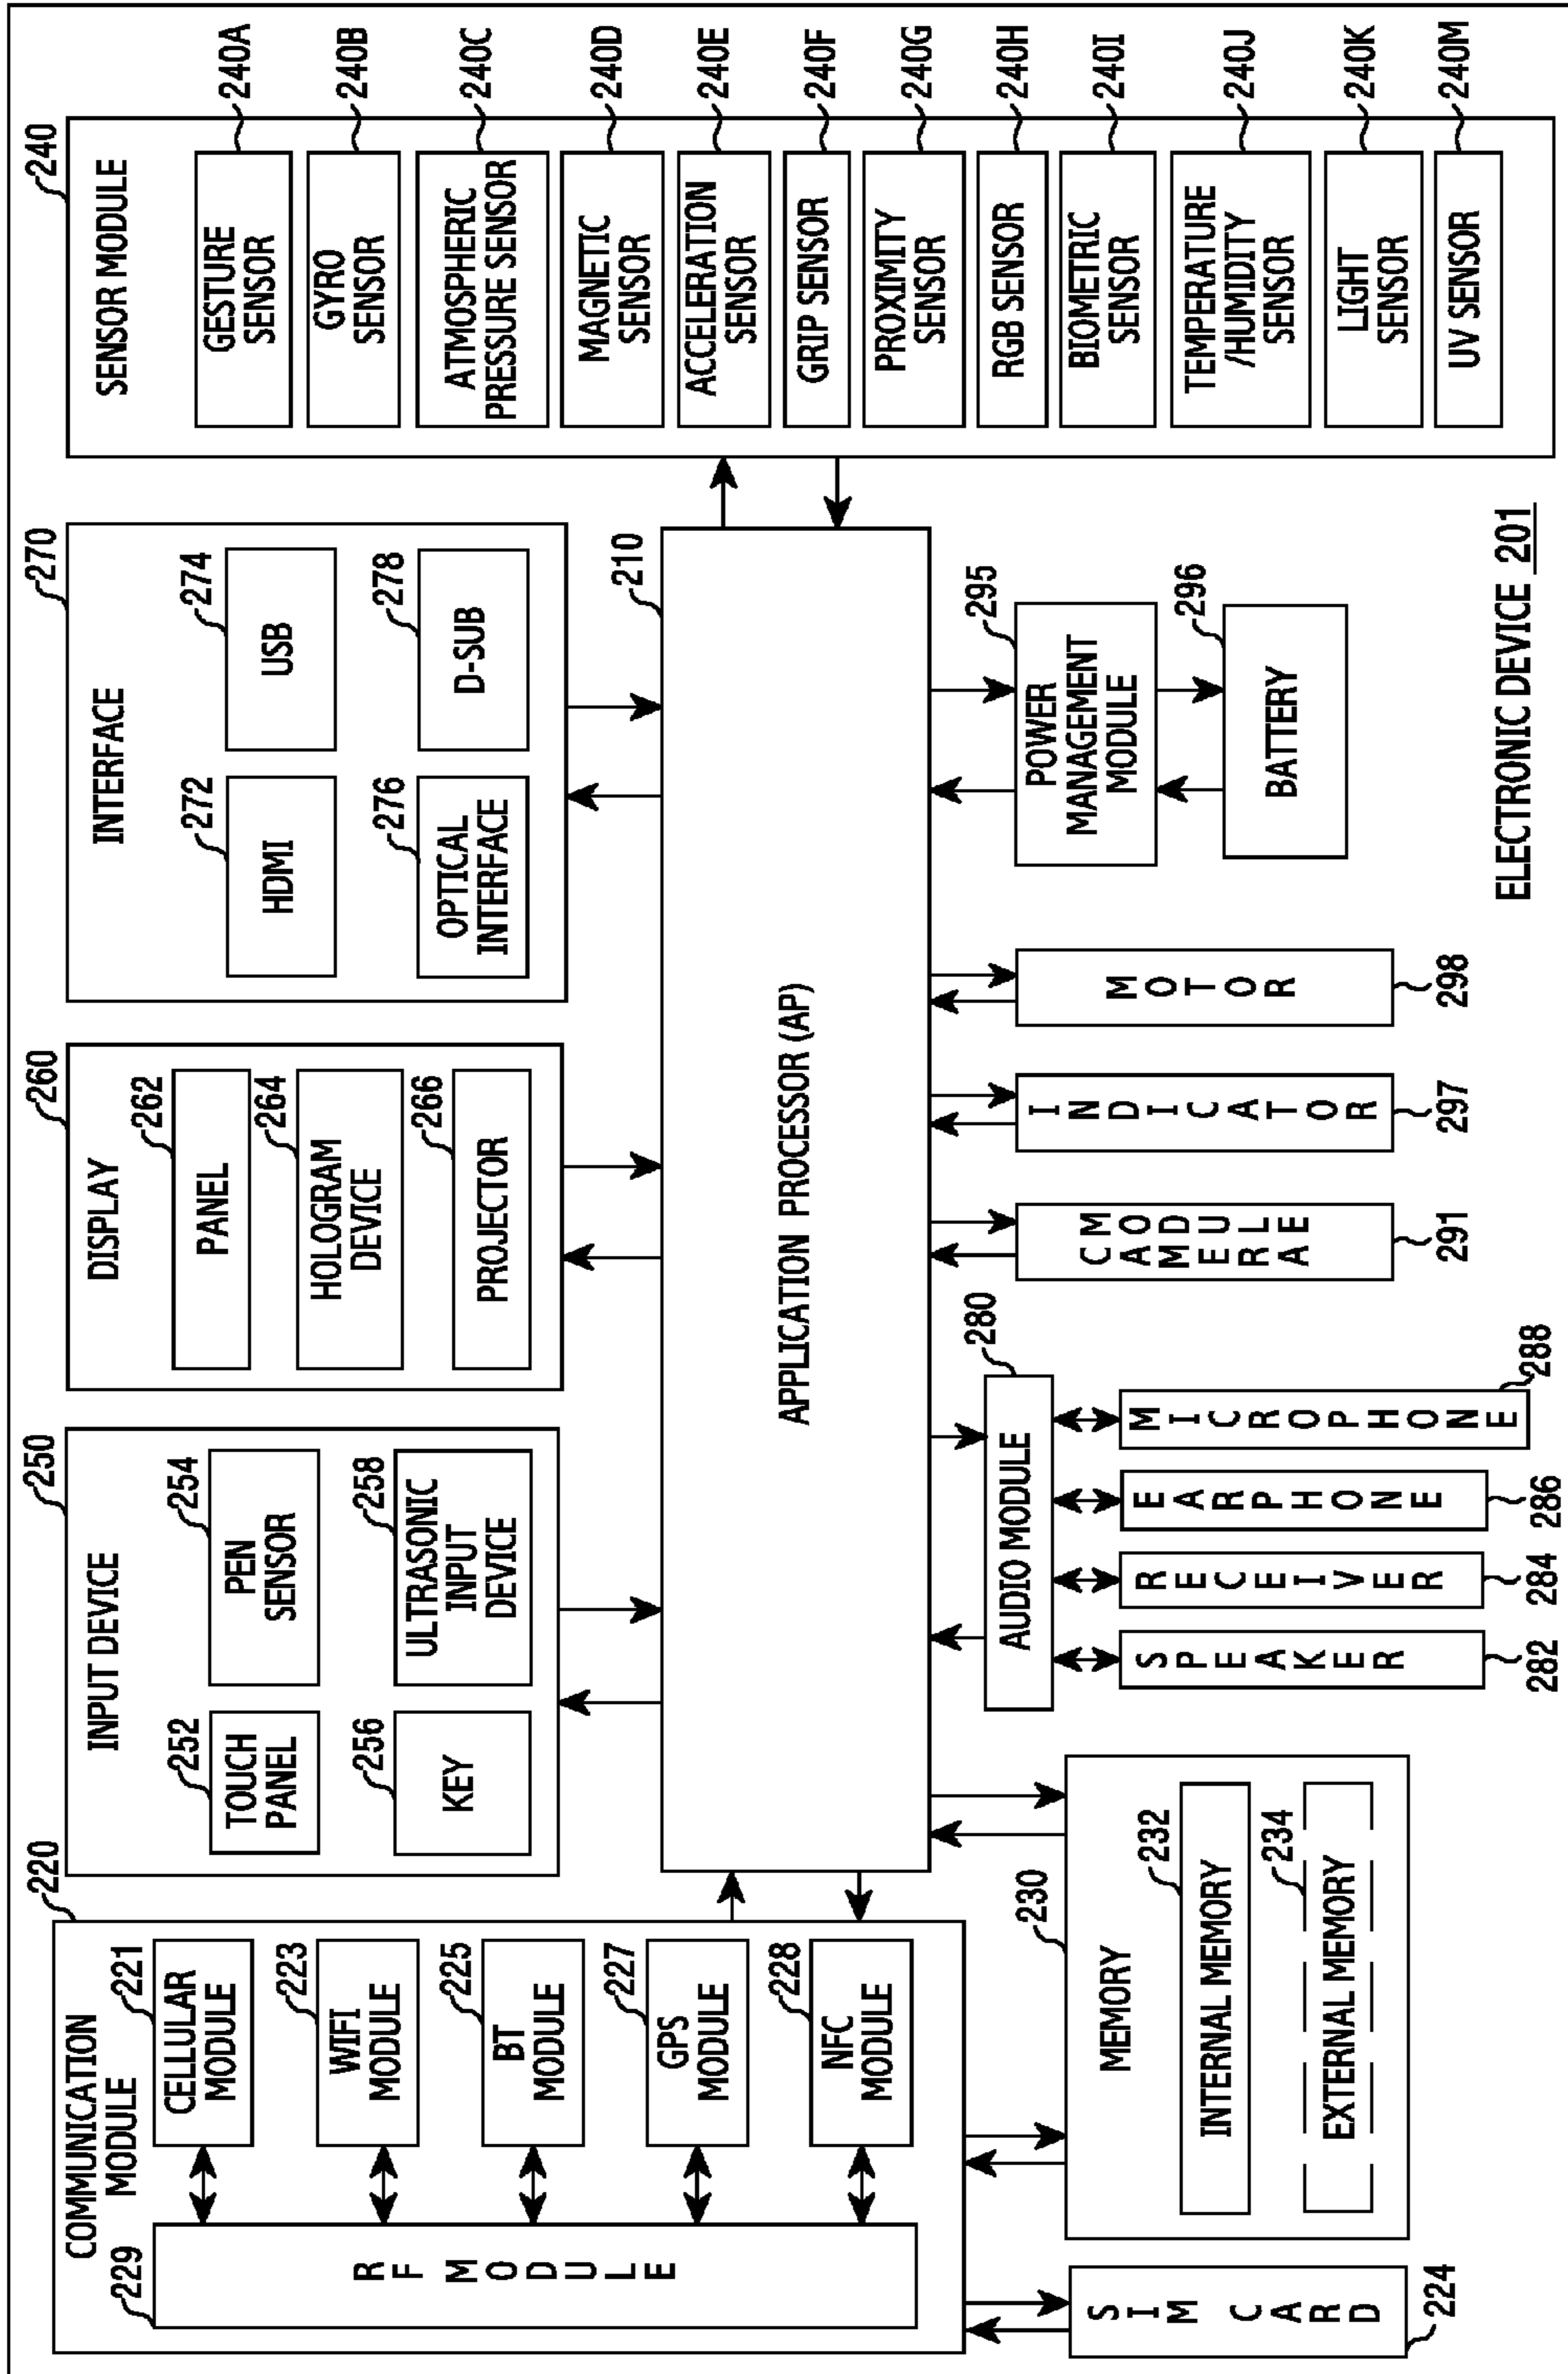 COMMUNICATION
MODULE
220
229
RF MODULE
221
CELLULAR
MODULE
223
WIFI
MODULE
225
BT
MODULE
227
GPS
MODULE
228
NFC
MODULE
INPUT DEVICE
250
252
TOUCH
PANEL
254
PEN
SENSOR
256
KEY
258
ULTRASONIC
INPUT
DEVICE
DISPLAY
260
262
PANEL
264
HOLOGRAM
DEVICE
266
PROJECTOR
INTERFACE
270
272
HDMI
274
USB
276
OPTICAL
INTERFACE
278
D-SUB
240
SENSOR MODULE
GESTURE
SENSOR
240A
GYRO
SENSOR
240B
ATMOSPHERIC
PRESSURE SENSOR
240C
MAGNETIC
SENSOR
240D
ACCELERATION
SENSOR
240E
GRIP SENSOR
240F
PROXIMITY
SENSOR
240G
RGB SENSOR
240H
BIOMETRIC
SENSOR
240I
TEMPERATURE
/HUMIDITY
SENSOR
240J
LIGHT
SENSOR
240K
UV SENSOR
240M
210
APPLICATION PROCESSOR (AP)
SIM CARD
224
230
MEMORY
232
INTERNAL MEMORY
234
EXTERNAL MEMORY
280
AUDIO MODULE
SPEAKER
282
RECEIVER
284
EARPHONE
286
MICROPHONE
288
CAMERA
MODULE
291
INDICATOR
297
MOTOR
298
295
POWER
MANAGEMENT
MODULE
296
BATTERY
ELECTRONIC DEVICE 201